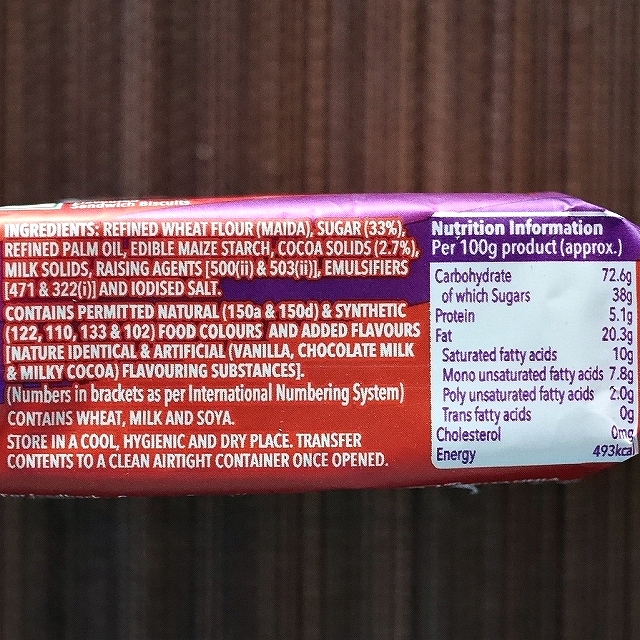 Sandwich Biscuits
INGREDIENTS: REFINED WHEAT FLOUR (MAIDA), SUGAR (33%),
REFINED PALM OIL, EDIBLE MAIZE STARCH, COCOA SOLIDS (2.7%),
MILK SOLIDS, RAISING AGENTS [500(ii) & 503(ii)], EMULSIFIERS
[471 & 322(i)] AND IODISED SALT.
CONTAINS PERMITTED NATURAL (150a & 150d) & SYNTHETIC
(122, 110, 133 & 102) FOOD COLOURS AND ADDED FLAVOURS
[NATURE IDENTICAL & ARTIFICIAL (VANILLA, CHOCOLATE MILK
& MILKY COCOA) FLAVOURING SUBSTANCES].
(Numbers in brackets as per International Numbering System)
CONTAINS WHEAT, MILK AND SOYA.
STORE IN A COOL, HYGIENIC AND DRY PLACE. TRANSFER
CONTENTS TO A CLEAN AIRTIGHT CONTAINER ONCE OPENED.
Nutrition Information
Per 100g product (approx.)
Carbohydrate 72.6g
of which Sugars 38g
Protein 5.1g
Fat 20.3g
Saturated fatty acids 10g
Mono unsaturated fatty acids 7.8g
Poly unsaturated fatty acids 2.0g
Trans fatty acids 0g
Cholesterol 0mg
Energy 493kcal